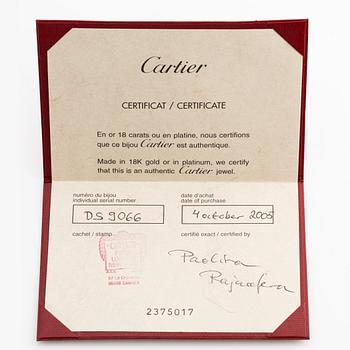 Cartier
CERTIFICAT / CERTIFICATE
En or 18 carats ou en platine, nous certifions
que ce bijou Cartier est authentique.
Made in 18K gold or in platinum, we certify
that this is an authentic Cartier jewel.
numéro du bijou
individual serial number
date d'achat
date of purchase
DS9066
4 october 2005
cachet / stamp
certifié exact / certified by
2375017